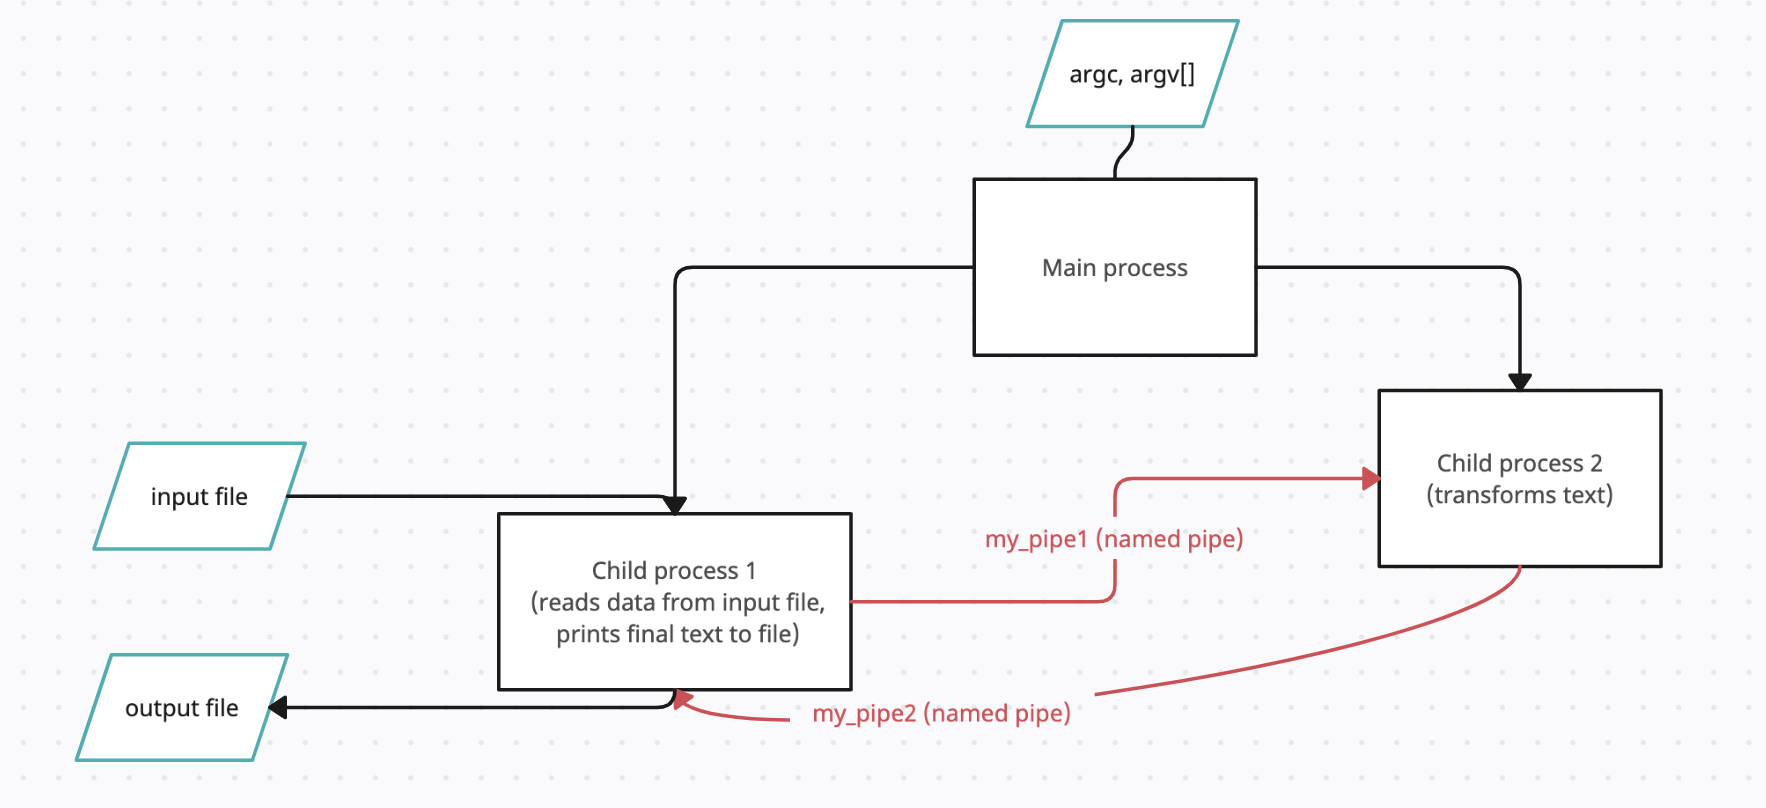 argc, argv[]
Main process
input file
Child process 2
(transforms text)
my_pipe1 (named pipe)
Child process 1
(reads data from input file,
prints final text to file)
output file
my_pipe2 (named pipe)